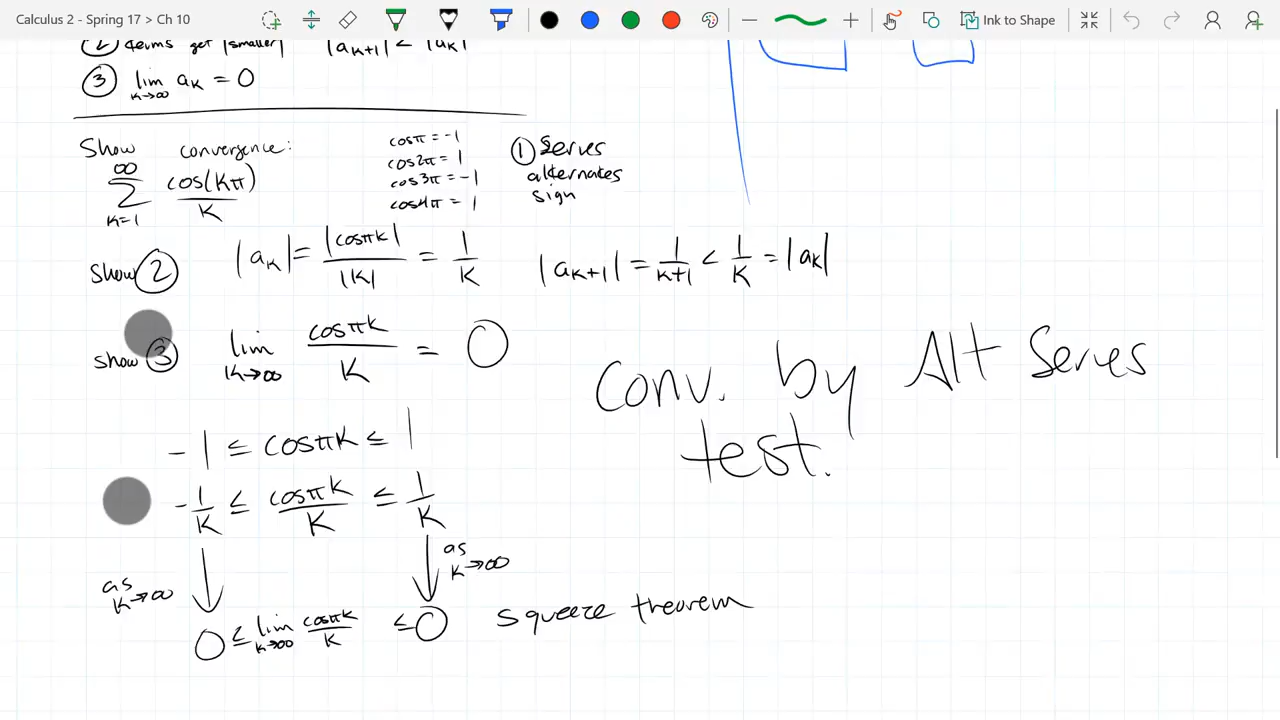 Calculus 2 - Spring 17 > Ch 10
Ink to Shape
② terms get |smaller| |aₖ₊₁| < |aₖ|
③ lim k→∞ aₖ = 0
Show convergence:
∞ Σ k=1 cos(kπ)/k
cosπ = -1
cos2π = 1
cos3π = -1
cos4π = 1
① Series
alternates
sign
Show ② |aₖ| = |cosπk|/|k| = 1/k |aₖ₊₁| = 1/(k+1) < 1/k = |aₖ|
Show ③ lim k→∞ cosπk/k = 0
Conv. by Alt Series
test.
-1 ≤ cosπk ≤ 1
-1/k ≤ cosπk/k ≤ 1/k
as k→∞ as k→∞
0 ≤ lim k→∞ cosπk/k ≤ 0 squeeze theorem